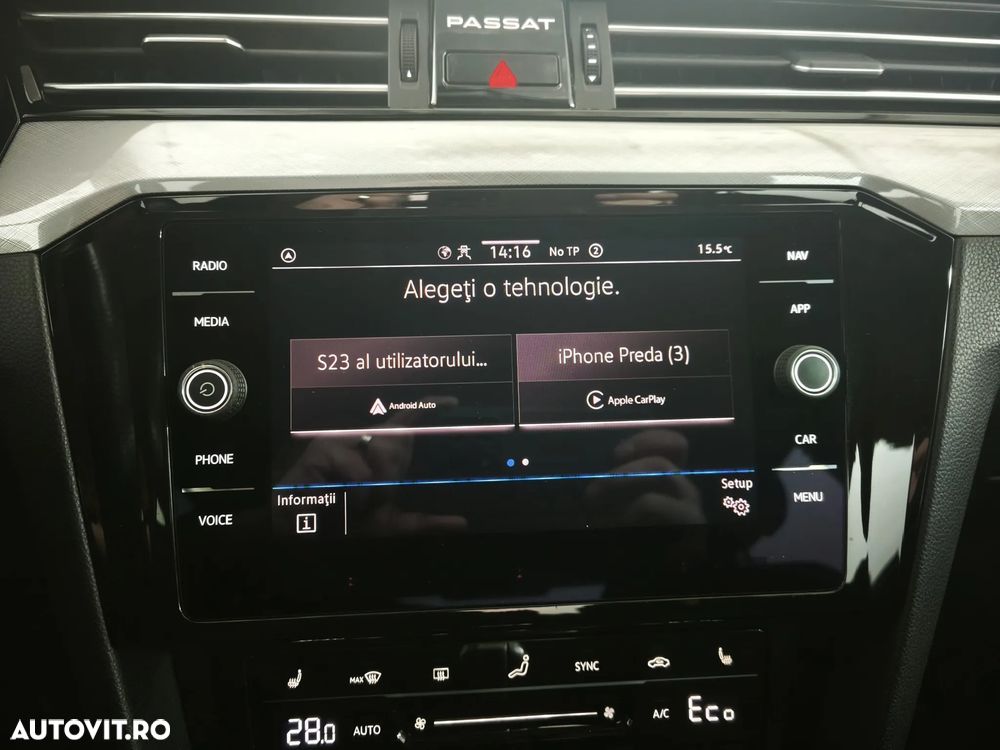 PASSAT
RADIO
MEDIA
PHONE
VOICE
14:16 No TP 2 15.5°C
Alegeţi o tehnologie.
S23 al utilizatorului...
Android Auto
iPhone Preda (3)
Apple CarPlay
Informaţii
i
Setup
NAV
APP
CAR
MENU
MAX
SYNC
28.0 AUTO
A/C Eco
AUTOVIT.RO